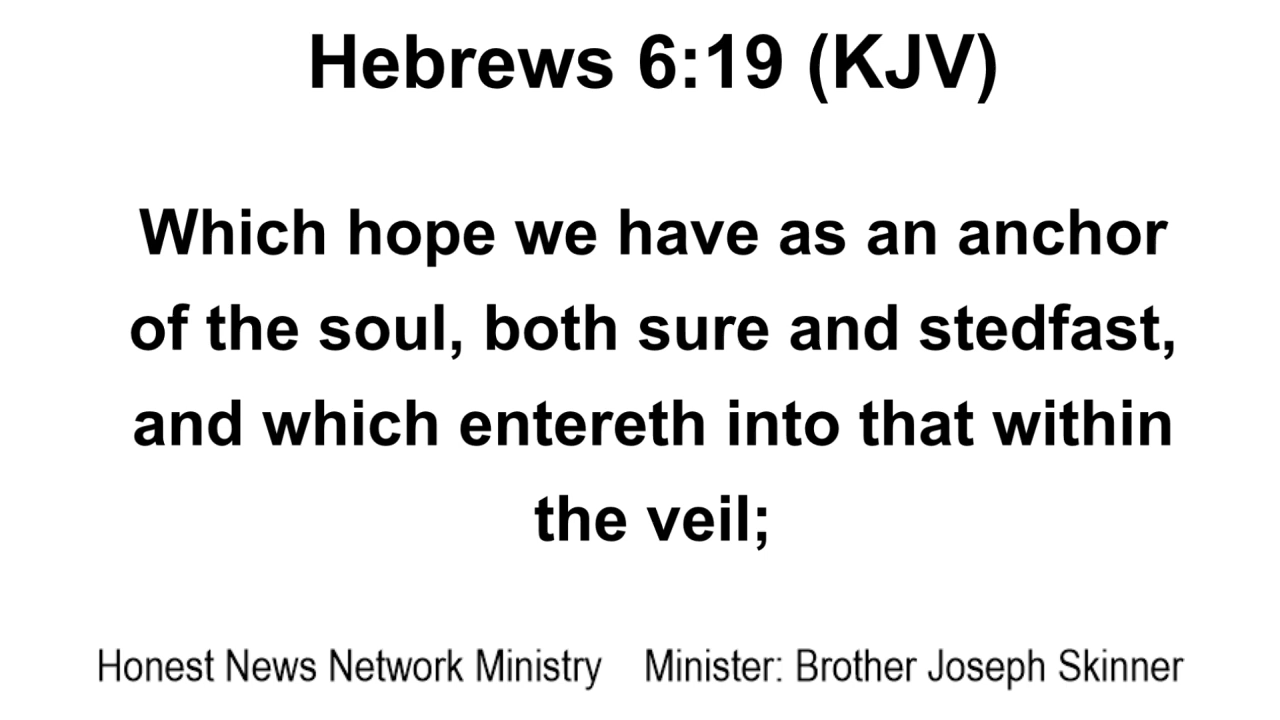 Hebrews 6:19 (KJV)
Which hope we have as an anchor
of the soul, both sure and stedfast,
and which entereth into that within
the veil;
Honest News Network Ministry    Minister: Brother Joseph Skinner